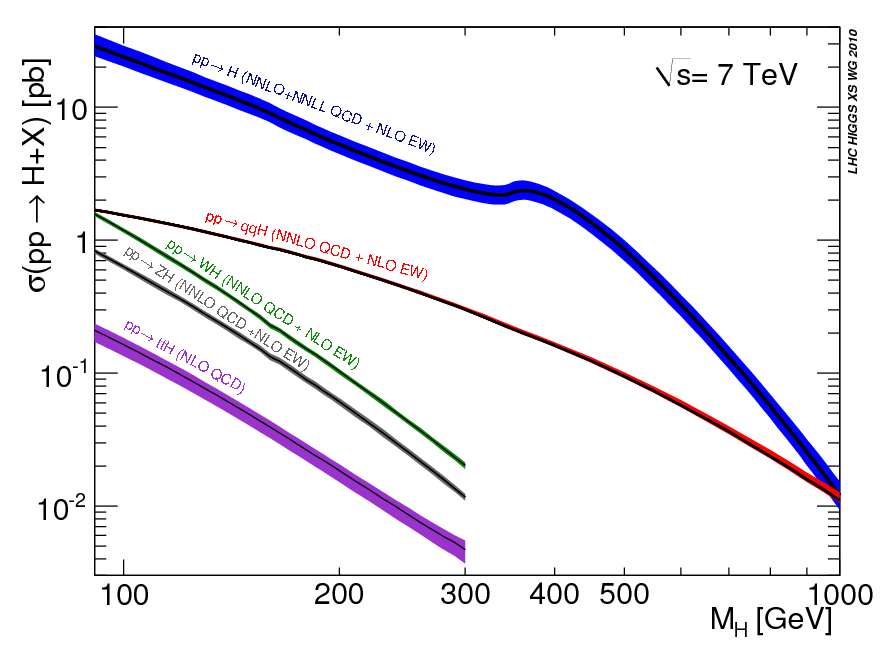 σ(pp → H+X) [pb]
√s= 7 TeV
LHC HIGGS XS WG 2010
pp→ H (NNLO+NNLL QCD + NLO EW)
pp→ qqH (NNLO QCD + NLO EW)
pp→ WH (NNLO QCD + NLO EW)
pp→ ZH (NNLO QCD +NLO EW)
pp→ ttH (NLO QCD)
10
1
10⁻¹
10⁻²
100 200 300 400 500 1000
M_H [GeV]